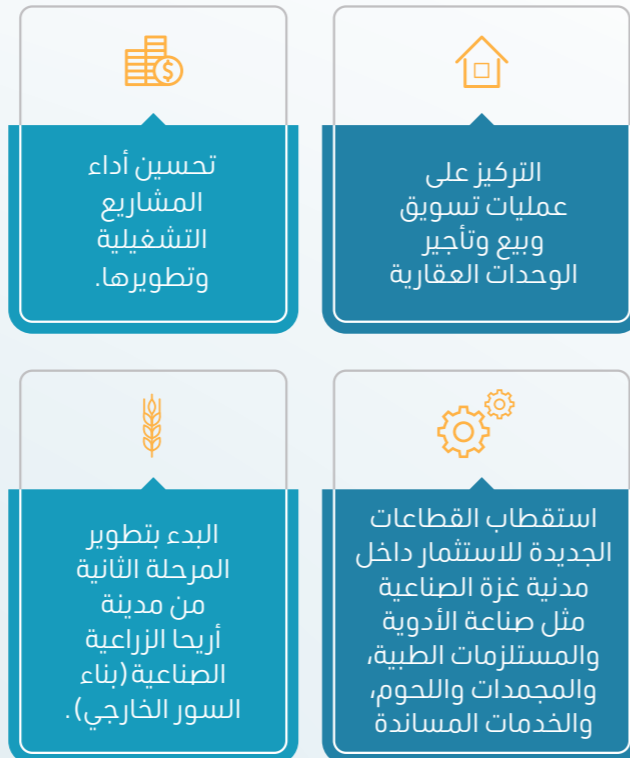 التركيز على
عمليات تسويق
وبيع وتأجير
الوحدات العقارية
تحسين أداء
المشاريع
التشغيلية
وتطويرها.
استقطاب القطاعات
الجديدة للاستثمار داخل
مدنية غزة الصناعية
مثل صناعة الأدوية
والمستلزمات الطبية،
والمجمدات واللحوم،
والخدمات المساندة
البدء بتطوير
المرحلة الثانية
من مدينة
أريحا الزراعية
الصناعية (بناء
السور الخارجي).